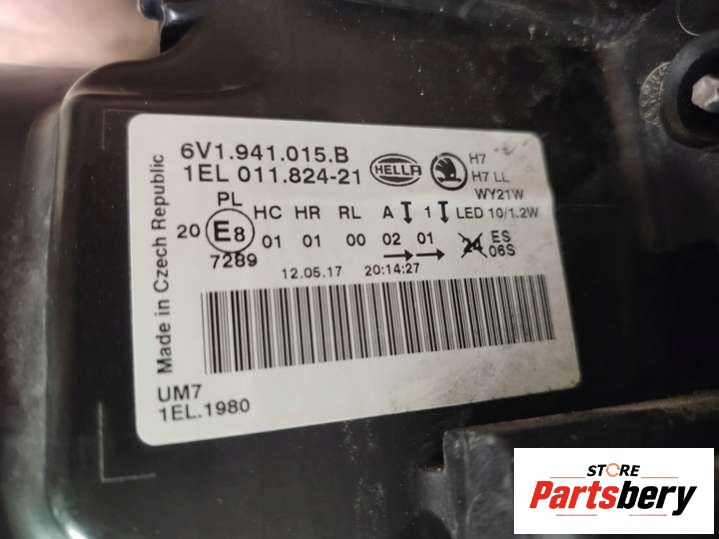 6V1.941.015.B
1EL 011.824-21
HELLA
H7
H7 LL
WY21W
LED 10/1.2W
PL
HC HR RL A 1
20 E8 01 01 00 02 01 24 ES
06S
7289
12.05.17 20:14:27
Made in Czech Republic
UM7
1EL.1980
STORE
Partsbery